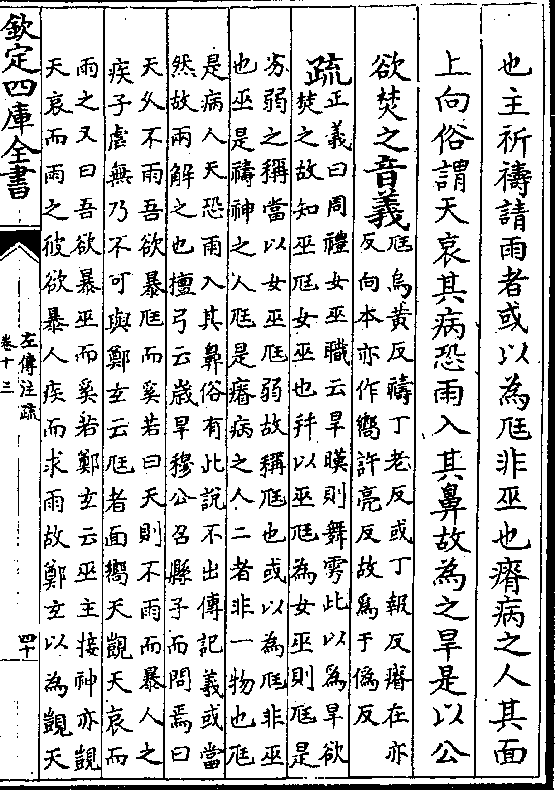 也主祈禱請雨者或以為尫非巫也瘠病之人其面
上向俗謂天哀其病恐雨入其鼻故為之旱是以公
欲焚之音義
尫烏黃反禱丁老反或丁報反瘠在亦
反向本亦作嚮許亮反故為于偽反
疏
正義曰周禮女巫職云旱暵則舞雩此以為旱欲
焚之故知巫尫女巫也幷以巫尫為女巫則尫是
劣弱之稱當以女巫尫弱故稱尫也或以為尫非巫
也巫是禱神之人尫是瘠病之人二者非一物也尫
是病人天恐雨入其鼻俗有此說不出傳記義或當
然故兩解之也檀弓云歲旱穆公召縣子而問焉曰
天久不雨吾欲暴尫而奚若曰天則不雨而暴人之
疾子虐無乃不可與鄭玄云尫者面嚮天覬天哀而
雨之又曰吾欲暴巫而奚若鄭玄云巫主接神亦覬
天哀而雨之彼欲暴人疾而求雨故鄭玄以為覬天
欽定四庫全書
左傳注疏
卷十三
四十